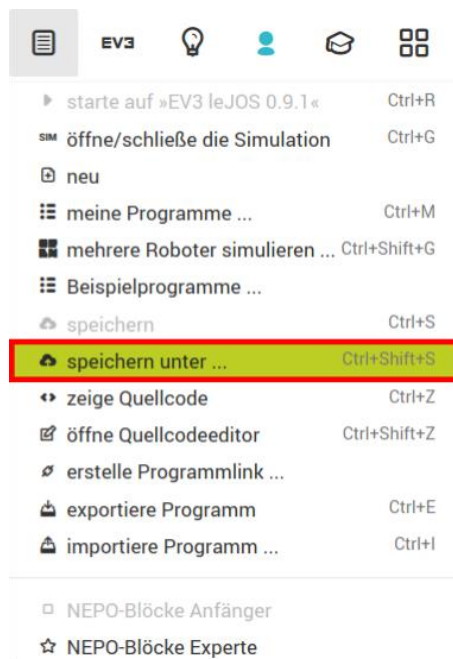 EV3
starte auf »EV3 leJOS 0.9.1« Ctrl+R
SIM öffne/schließe die Simulation Ctrl+G
neu
meine Programme ... Ctrl+M
mehrere Roboter simulieren ... Ctrl+Shift+G
Beispielprogramme ...
speichern Ctrl+S
speichern unter ... Ctrl+Shift+S
zeige Quellcode Ctrl+Z
öffne Quellcodeeditor Ctrl+Shift+Z
erstelle Programmlink ...
exportiere Programm Ctrl+E
importiere Programm ... Ctrl+I
NEPO-Blöcke Anfänger
NEPO-Blöcke Experte